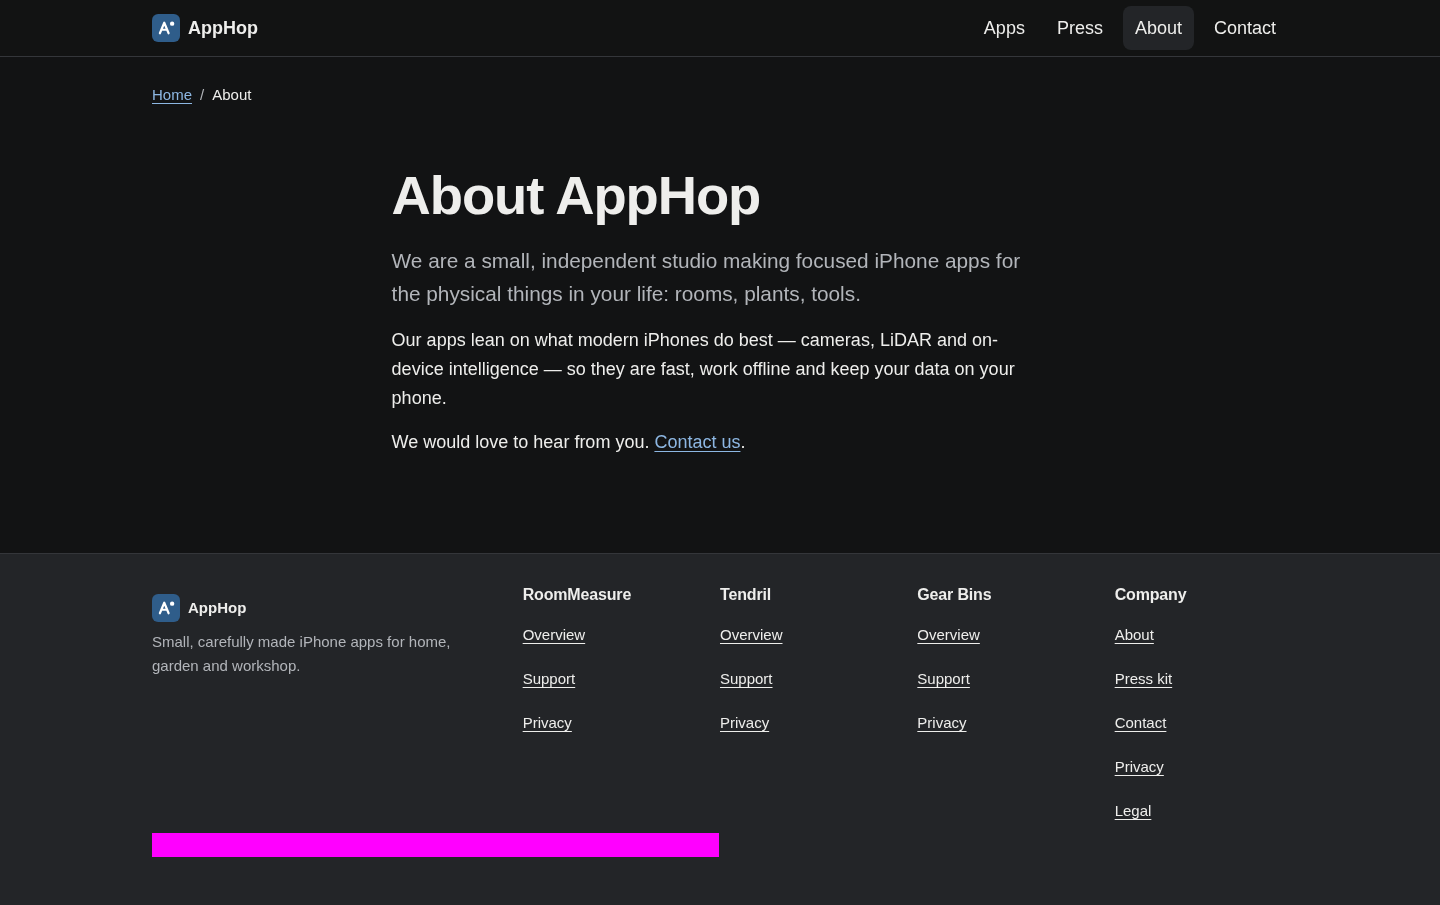 AppHop
Apps
Press
About
Contact
Home / About
About AppHop
We are a small, independent studio making focused iPhone apps for
the physical things in your life: rooms, plants, tools.
Our apps lean on what modern iPhones do best — cameras, LiDAR and on-
device intelligence — so they are fast, work offline and keep your data on your
phone.
We would love to hear from you. Contact us.
AppHop
Small, carefully made iPhone apps for home,
garden and workshop.
RoomMeasure
Overview
Support
Privacy
Tendril
Overview
Support
Privacy
Gear Bins
Overview
Support
Privacy
Company
About
Press kit
Contact
Privacy
Legal